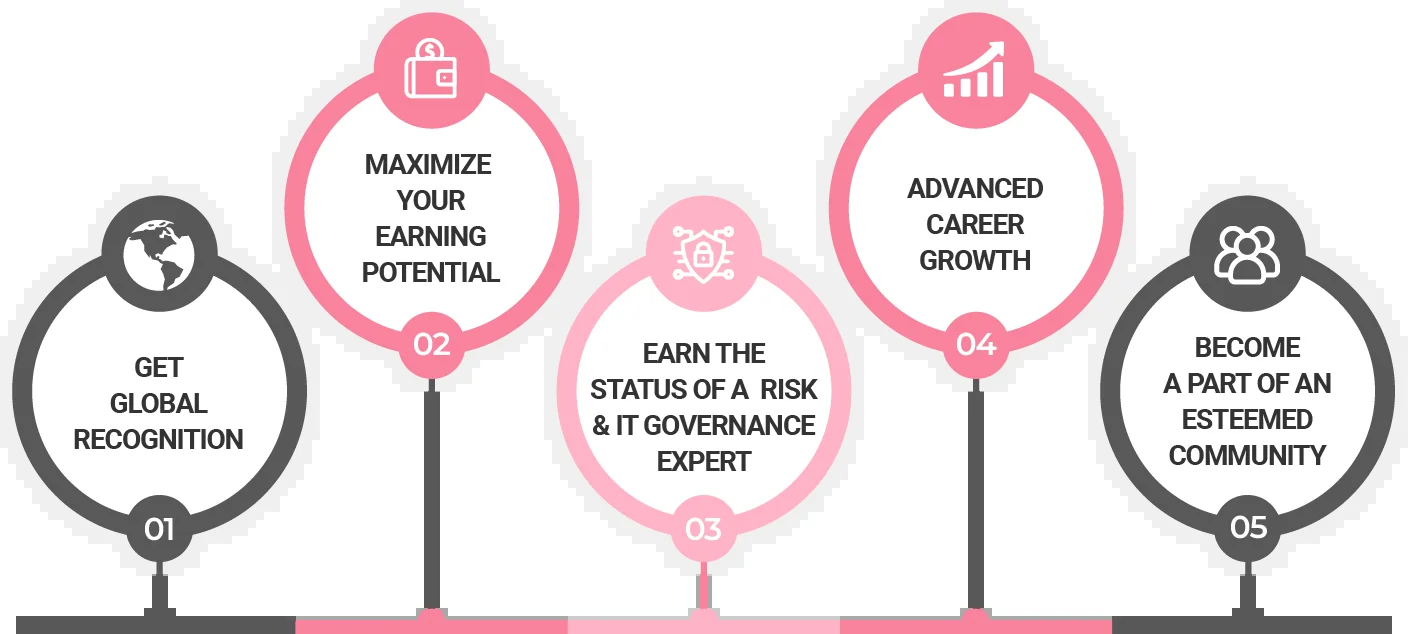 GET
GLOBAL
RECOGNITION
01
MAXIMIZE
YOUR
EARNING
POTENTIAL
02
EARN THE
STATUS OF A RISK
& IT GOVERNANCE
EXPERT
03
ADVANCED
CAREER
GROWTH
04
BECOME
A PART OF AN
ESTEEMED
COMMUNITY
05